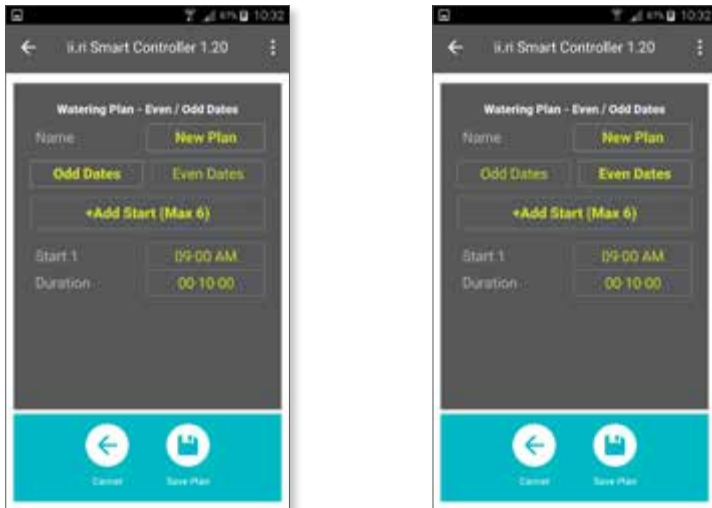 87% 10:32
ii.ri Smart Controller 1.20
Watering Plan - Even / Odd Dates
Name New Plan
Odd Dates Even Dates
+Add Start (Max 6)
Start 1 09:00 AM
Duration 00:10:00
Cancel Save Plan
87% 10:32
ii.ri Smart Controller 1.20
Watering Plan - Even / Odd Dates
Name New Plan
Odd Dates Even Dates
+Add Start (Max 6)
Start 1 09:00 AM
Duration 00:10:00
Cancel Save Plan